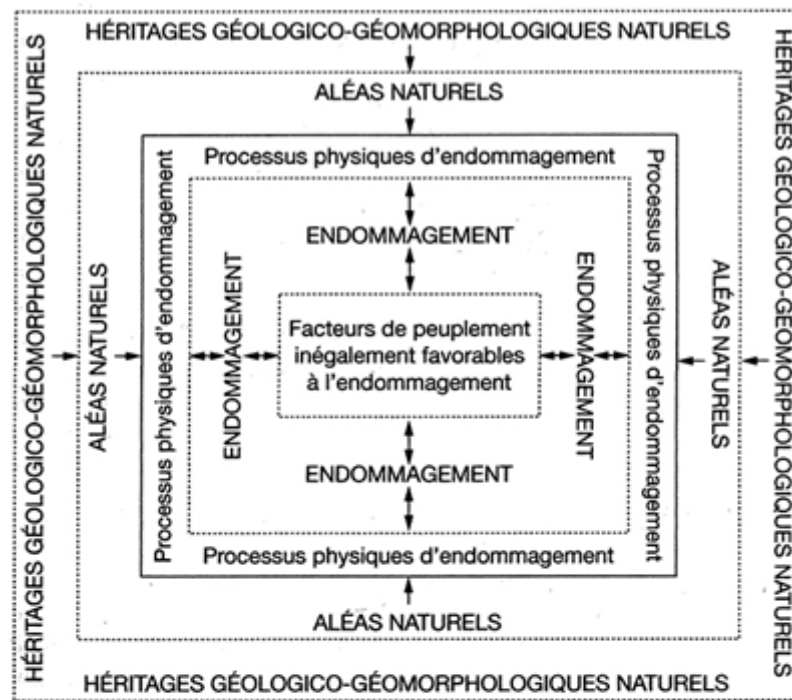 HÉRITAGES GÉOLOGICO-GÉOMORPHOLOGIQUES NATURELS
ALÉAS NATURELS
Processus physiques d'endommagement
ENDOMMAGEMENT
HÉRITAGES GÉOLOGICO-GÉOMORPHOLOGIQUES NATURELS
ALÉAS NATURELS
Processus physiques d'endommagement
ENDOMMAGEMENT
Facteurs de peuplement
inégalement favorables
à l'endommagement
ENDOMMAGEMENT
Processus physiques d'endommagement
ALÉAS NATURELS
HÉRITAGES GÉOLOGICO-GÉOMORPHOLOGIQUES NATURELS
ENDOMMAGEMENT
Processus physiques d'endommagement
ALÉAS NATURELS
HÉRITAGES GÉOLOGICO-GÉOMORPHOLOGIQUES NATURELS